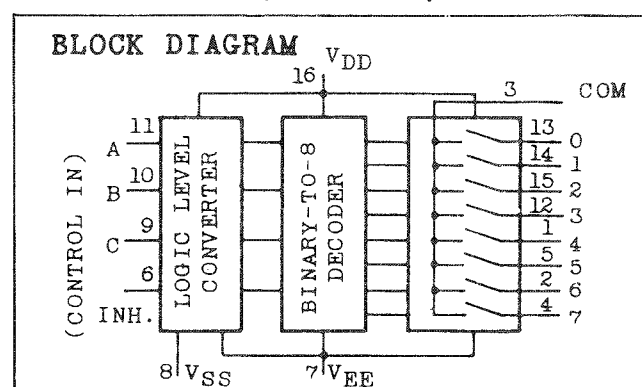 BLOCK DIAGRAM
VDD
16
3 COM
11
A
10
B
9
C
6
INH.
(CONTROL IN)
LOGIC LEVEL
CONVERTER
BINARY-TO-8
DECODER
13 0
14 1
15 2
12 3
1 4
5 5
2 6
4 7
8 VSS
7 VEE